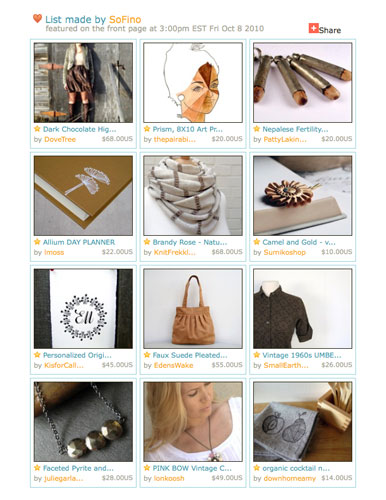 List made by SoFino
featured on the front page at 3:00pm EST Fri Oct 8 2010
Share
Dark Chocolate Hig...
by DoveTree $68.00US
Prism, 8X10 Art Pr...
by thepairabi... $20.00US
Nepalese Fertility...
by PattyLakin... $20.00US
Allium DAY PLANNER
by lmoss $22.00US
Brandy Rose - Natu...
by KnitFrekki... $68.00US
Camel and Gold - v...
by Sumikoshop $10.00US
EM
Personalized Origi...
by KisforCall... $45.00US
Faux Suede Pleated...
by EdensWake $55.00US
Vintage 1960s UMBE...
by SmallEarth... $26.00US
Faceted Pyrite and...
by juliegarla... $28.00US
PINK BOW Vintage C...
by lonkoosh $49.00US
organic cocktail n...
by downhomeamy $14.00US